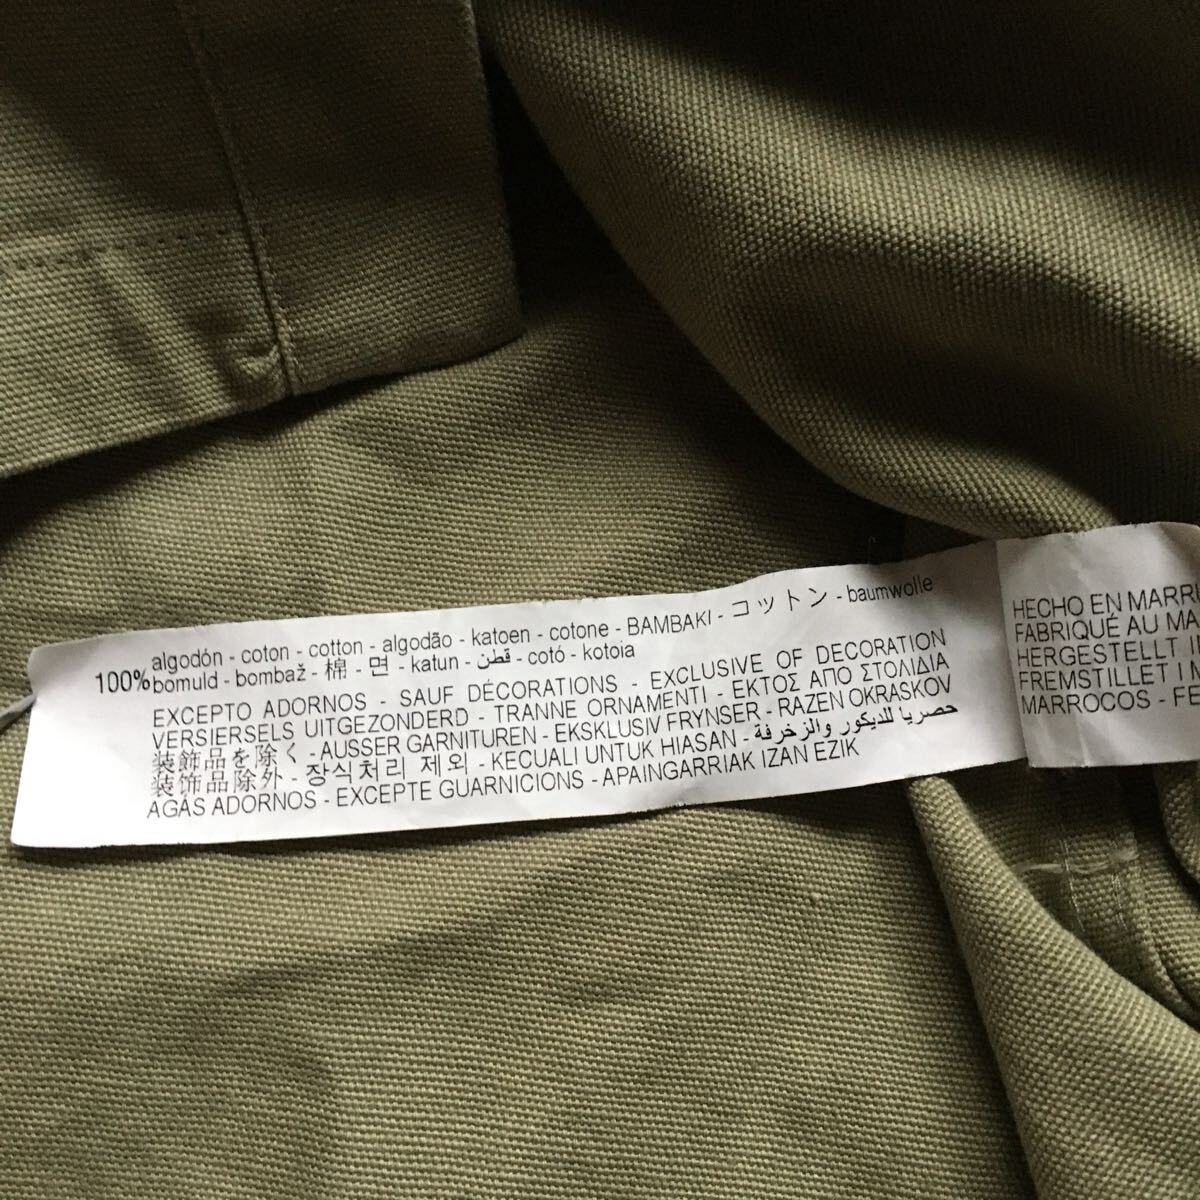 100% algodón - coton - cotton - algodão - katoen - cotone - BAMBAKI - コットン - baumwolle
bomuld - bombaž - 棉 - 면 - katun - قطن - cotó - kotoia
EXCEPTO ADORNOS - SAUF DÉCORATIONS - EXCLUSIVE OF DECORATION
VERSIERSELS UITGEZONDERD - TRANNE ORNAMENTI - ΕΚΤΟΣ ΑΠΟ ΣΤΟΛΙΔΙΑ
装飾品を除く - AUSSER GARNITUREN - EKSKLUSIV FRYNSER - RAZEN OKRASKOV
装饰品除外 - 장식처리 제외 - KECUALI UNTUK HIASAN - حصريا للديكور والزخرفة
AGAS ADORNOS - EXCEPTE GUARNICIONS - APAINGARRIAK IZAN EZIK
HECHO EN MARRU
FABRIQUÉ AU MA
HERGESTELLT I
FREMSTILLET I M
MARROCOS - FE